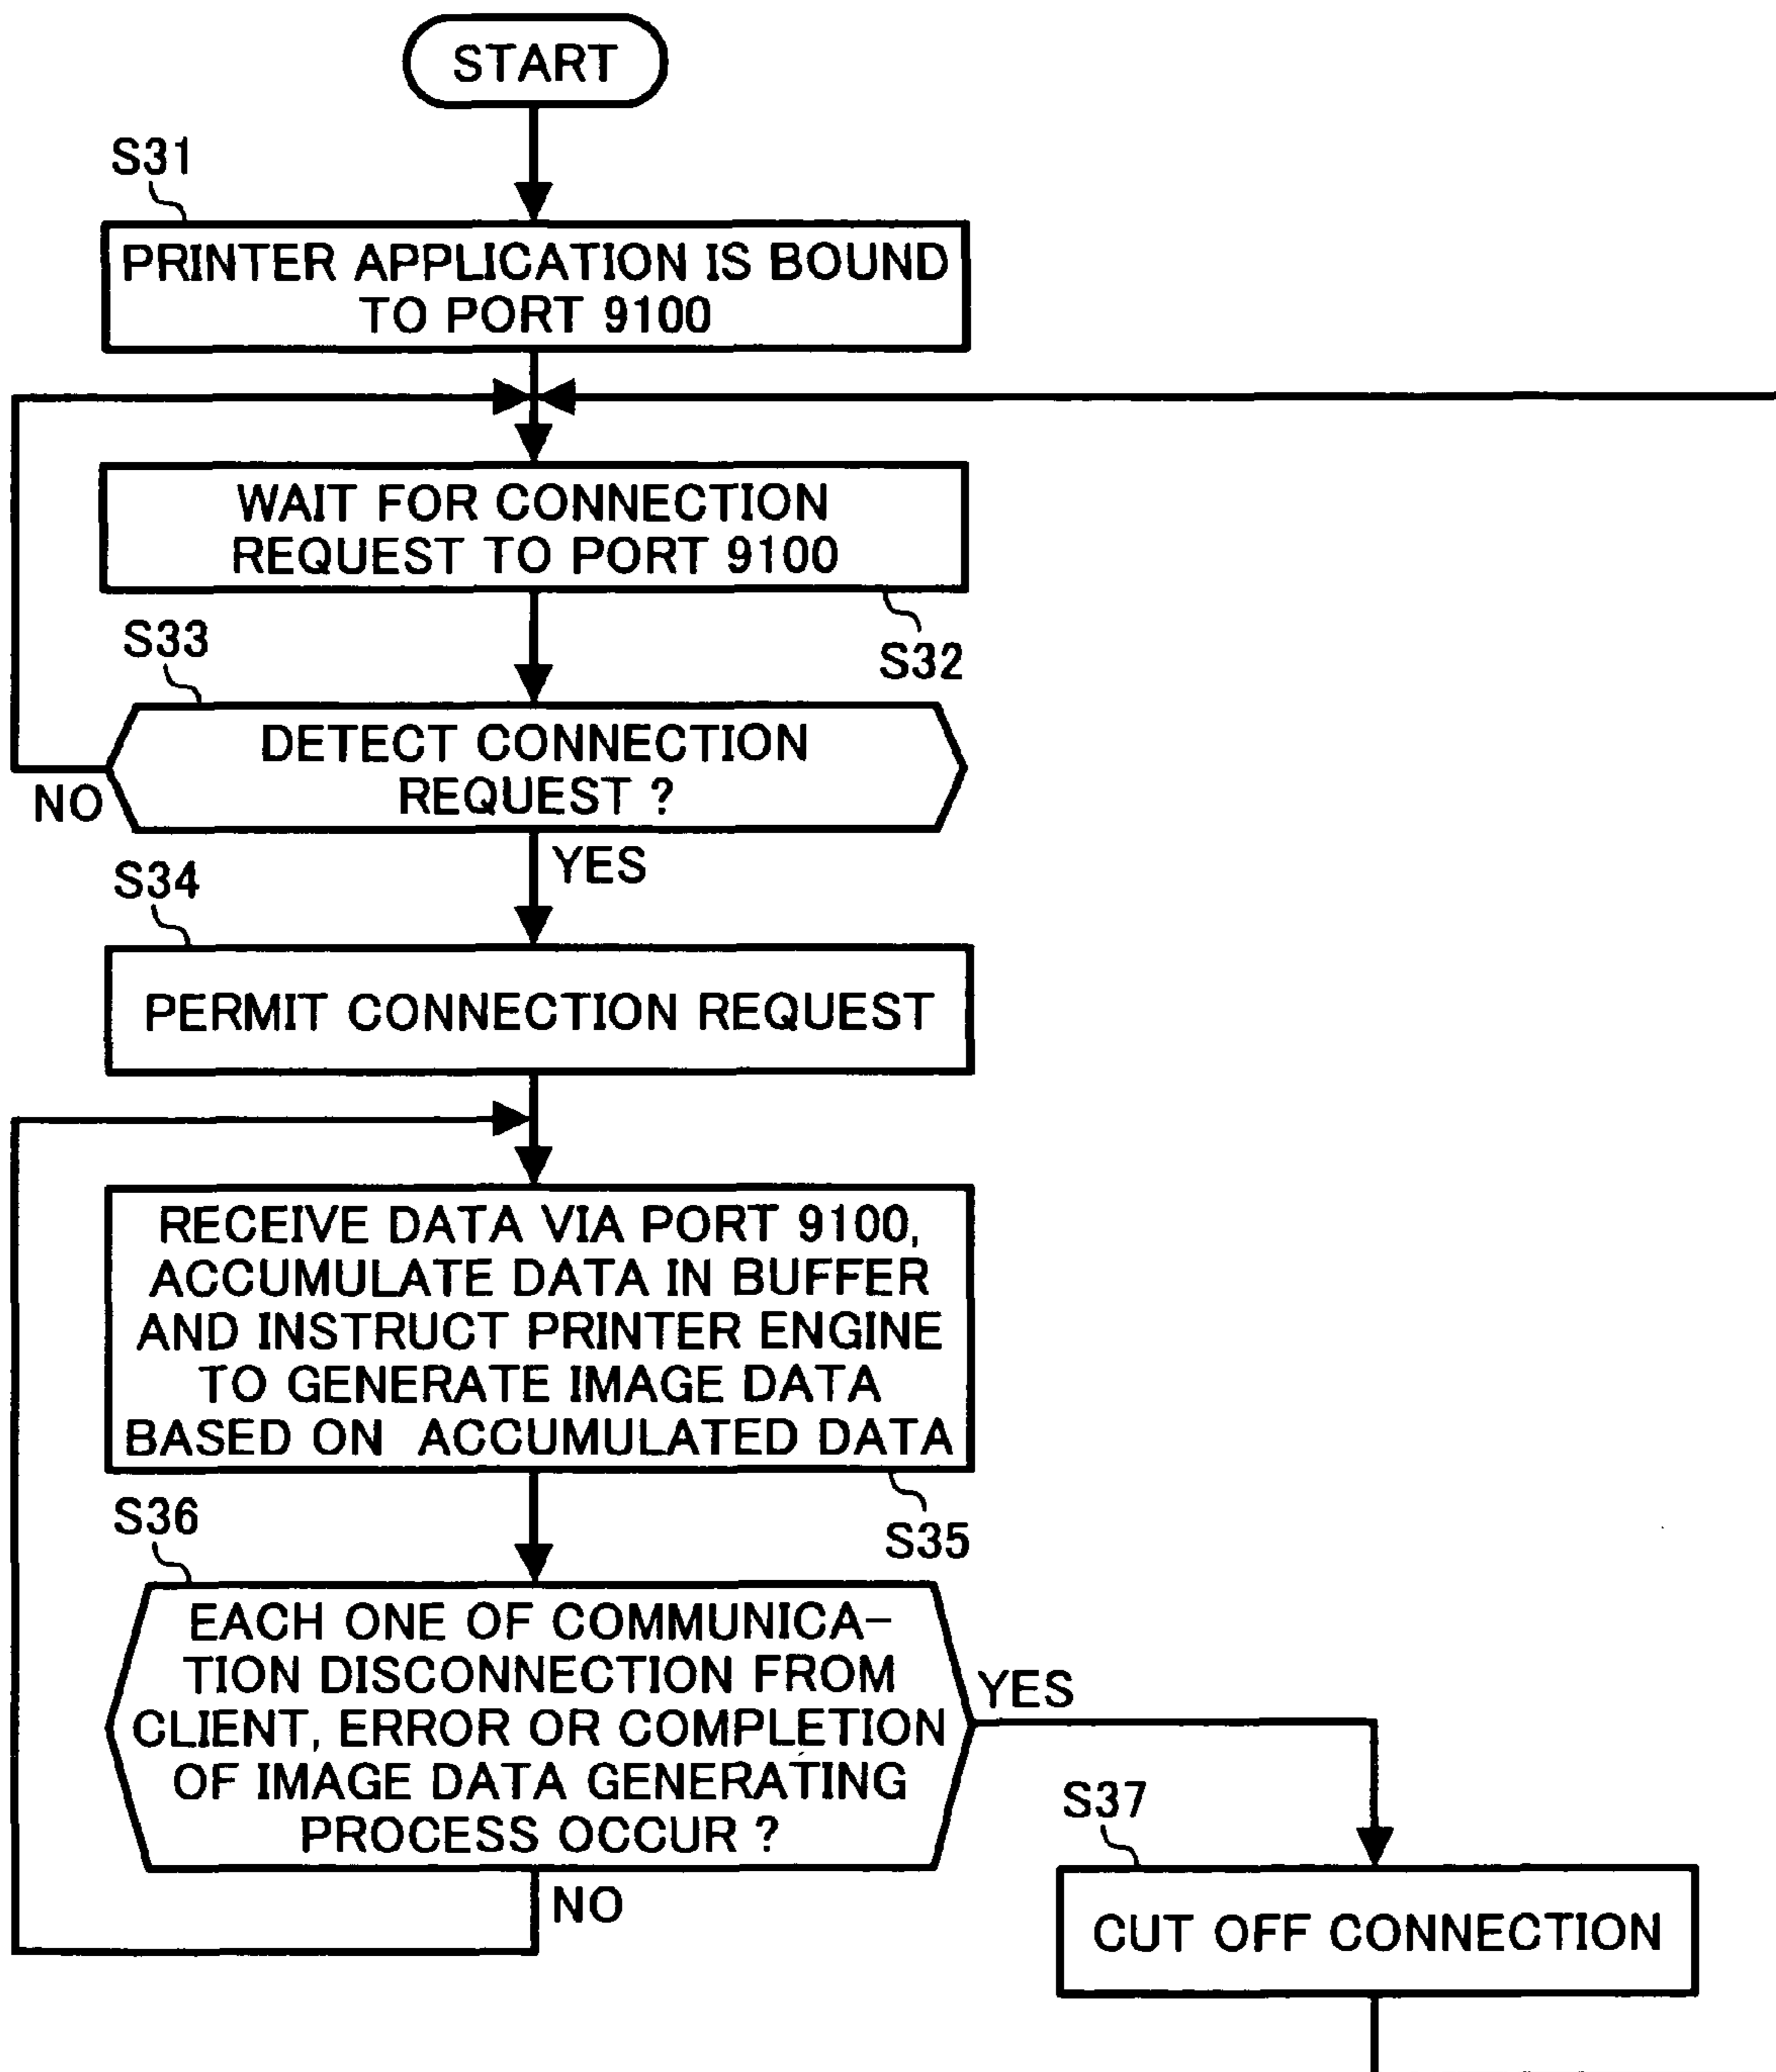 START
S31
PRINTER APPLICATION IS BOUND
TO PORT 9100
WAIT FOR CONNECTION
REQUEST TO PORT 9100
S32
S33
DETECT CONNECTION
REQUEST ?
NO
YES
S34
PERMIT CONNECTION REQUEST
RECEIVE DATA VIA PORT 9100,
ACCUMULATE DATA IN BUFFER
AND INSTRUCT PRINTER ENGINE
TO GENERATE IMAGE DATA
BASED ON ACCUMULATED DATA
S35
S36
EACH ONE OF COMMUNICA-
TION DISCONNECTION FROM
CLIENT, ERROR OR COMPLETION
OF IMAGE DATA GENERATING
PROCESS OCCUR ?
YES
NO
S37
CUT OFF CONNECTION